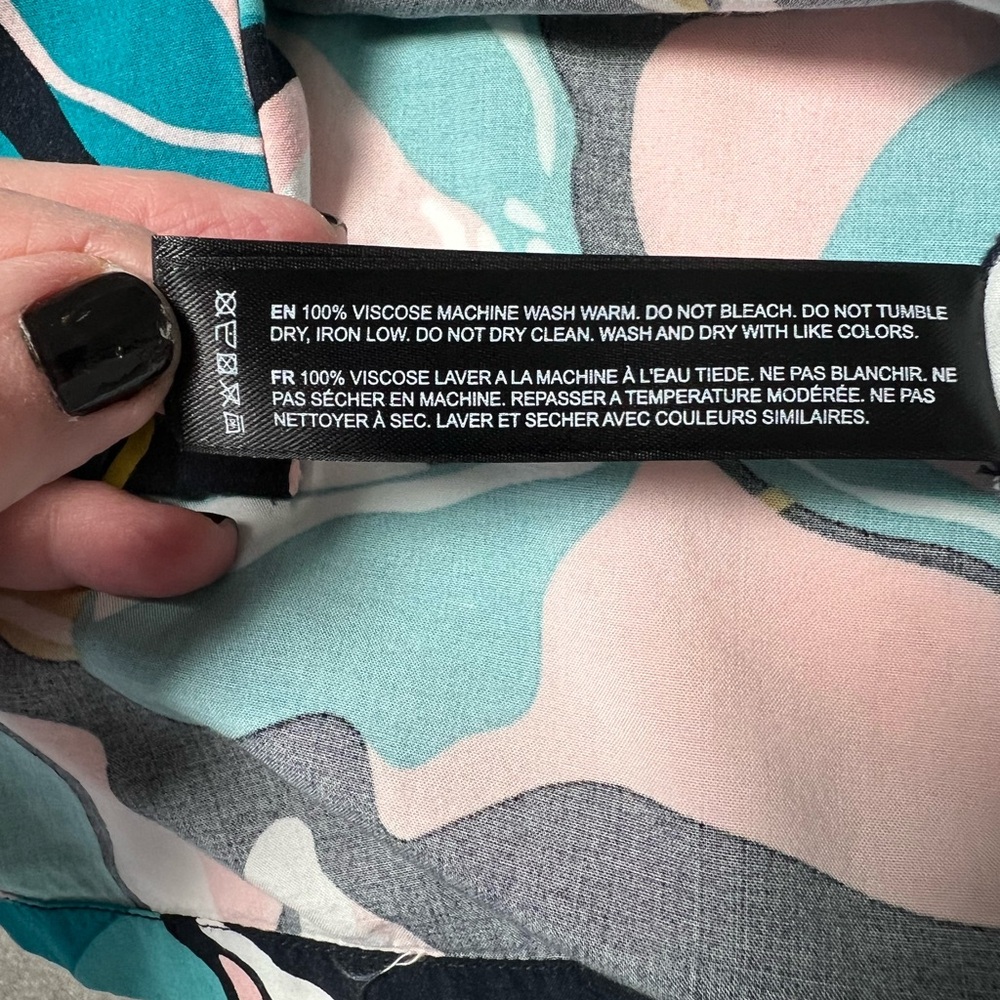 EN 100% VISCOSE MACHINE WASH WARM. DO NOT BLEACH. DO NOT TUMBLE
DRY, IRON LOW. DO NOT DRY CLEAN. WASH AND DRY WITH LIKE COLORS.
FR 100% VISCOSE LAVER A LA MACHINE À L'EAU TIEDE. NE PAS BLANCHIR. NE
PAS SÉCHER EN MACHINE. REPASSER A TEMPERATURE MODÉRÉE. NE PAS
NETTOYER À SEC. LAVER ET SECHER AVEC COULEURS SIMILAIRES.